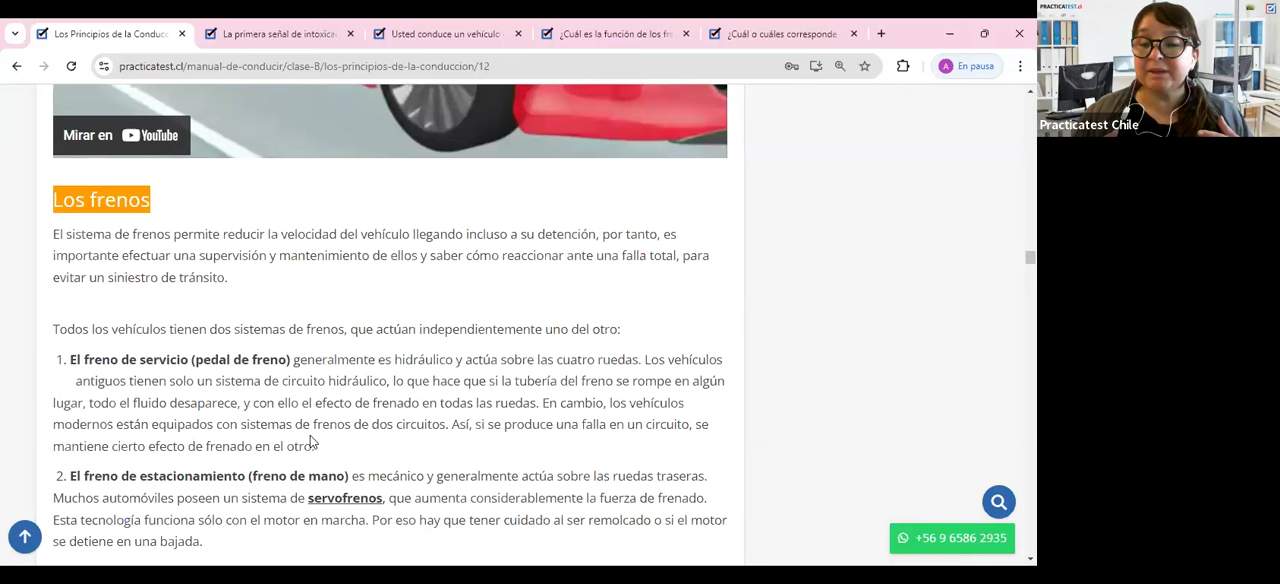 Los Principios de la Conducc
La primera señal de intoxica
Usted conduce un vehículo
¿Cuál es la función de los fre
¿Cuál o cuáles corresponde
practicatest.cl/manual-de-conducir/clase-B/los-principios-de-la-conduccion/12
A
En pausa
PRACTICATEST.cl
Practicatest Chile
Mirar en YouTube
Los frenos
El sistema de frenos permite reducir la velocidad del vehículo llegando incluso a su detención, por tanto, es
importante efectuar una supervisión y mantenimiento de ellos y saber cómo reaccionar ante una falla total, para
evitar un siniestro de tránsito.
Todos los vehículos tienen dos sistemas de frenos, que actúan independientemente uno del otro:
1. El freno de servicio (pedal de freno) generalmente es hidráulico y actúa sobre las cuatro ruedas. Los vehículos
antiguos tienen solo un sistema de circuito hidráulico, lo que hace que si la tubería del freno se rompe en algún
lugar, todo el fluido desaparece, y con ello el efecto de frenado en todas las ruedas. En cambio, los vehículos
modernos están equipados con sistemas de frenos de dos circuitos. Así, si se produce una falla en un circuito, se
mantiene cierto efecto de frenado en el otro.
2. El freno de estacionamiento (freno de mano) es mecánico y generalmente actúa sobre las ruedas traseras.
Muchos automóviles poseen un sistema de servofrenos, que aumenta considerablemente la fuerza de frenado.
Esta tecnología funciona sólo con el motor en marcha. Por eso hay que tener cuidado al ser remolcado o si el motor
se detiene en una bajada.
+56 9 6586 2935